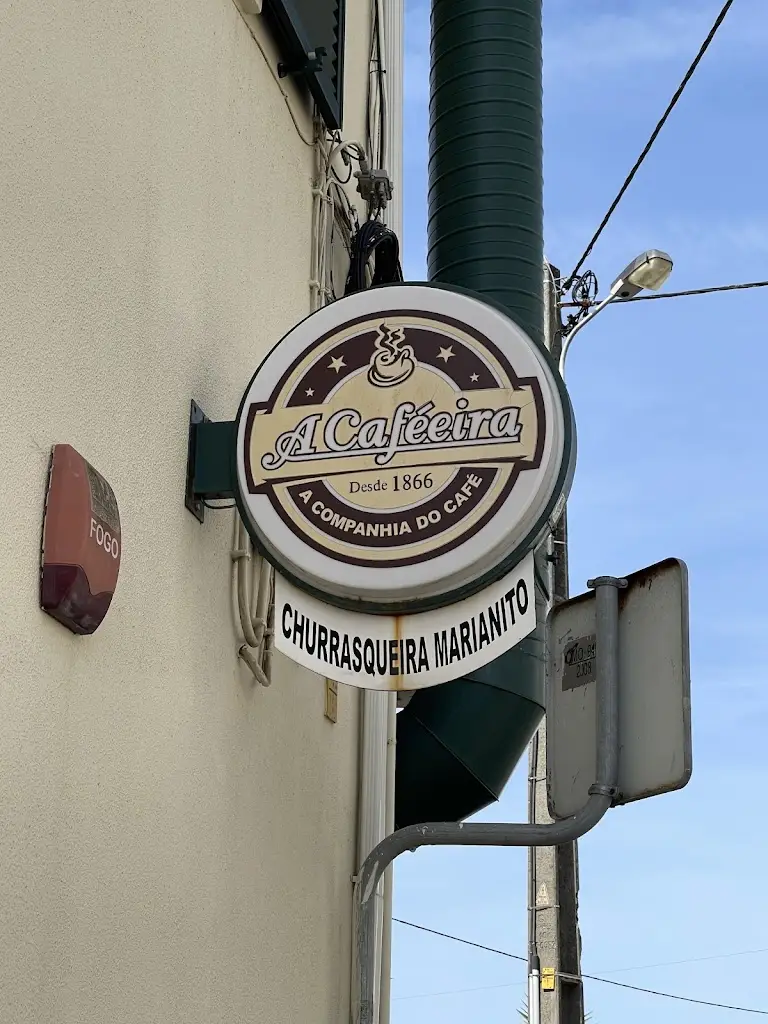 A Caféeira
Desde 1866
A COMPANHIA DO CAFÉ
CHURRASQUEIRA MARIANITO
FOGO